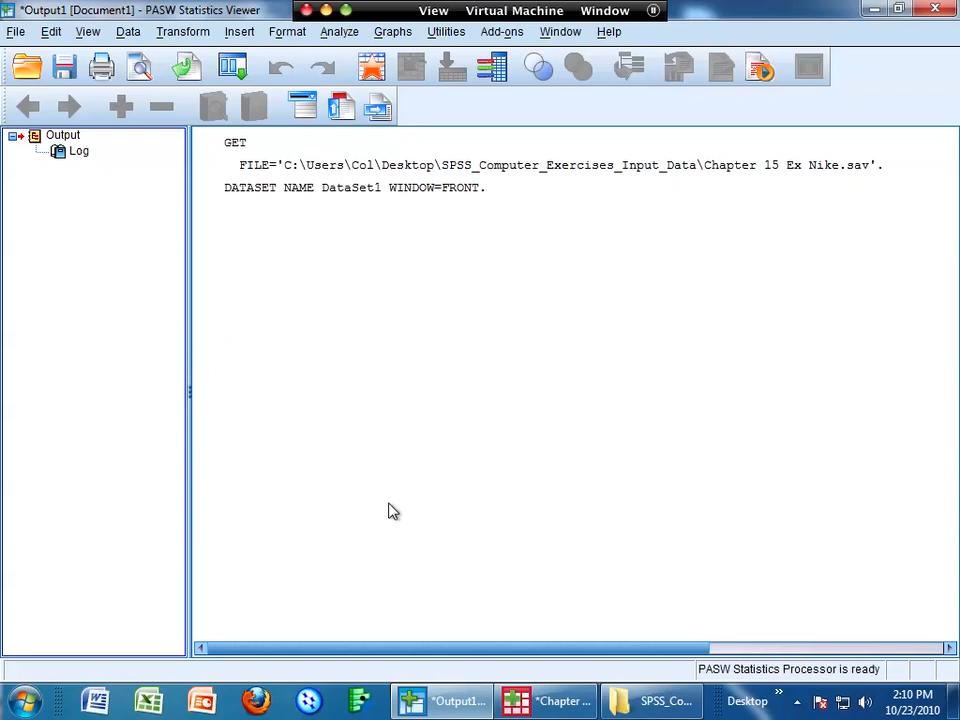 *Output1 [Document1] - PASW Statistics Viewer
View Virtual Machine Window
File Edit View Data Transform Insert Format Analyze Graphs Utilities Add-ons Window Help
Output
Log
GET
FILE='C:\Users\Col\Desktop\SPSS_Computer_Exercises_Input_Data\Chapter 15 Ex Nike.sav'.
DATASET NAME DataSet1 WINDOW=FRONT.
PASW Statistics Processor is ready
*Output1... *Chapter ... SPSS_Co... Desktop » 2:10 PM
10/23/2010